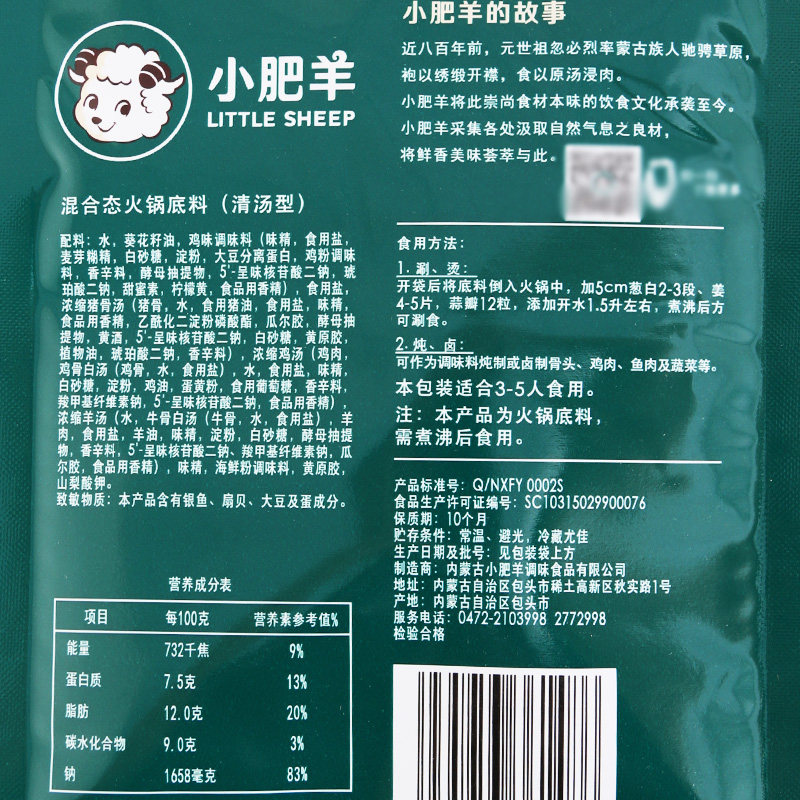 小肥羊
LITTLE SHEEP
混合态火锅底料（清汤型）
配料：水，葵花籽油，鸡味调味料（味精，食用盐，
麦芽糊精，白砂糖，淀粉，大豆分离蛋白，鸡粉调味
料，香辛料，酵母抽提物，5'-呈味核苷酸二钠，琥
珀酸二钠，甜蜜素，柠檬黄，食品用香精），食用盐，
浓缩猪骨汤（猪骨，水，食用猪油，食用盐，味精，
食品用香精，乙酰化二淀粉磷酸酯，瓜尔胶，酵母抽
提物，黄酒，5'-呈味核苷酸二钠，白砂糖，黄原胶，
植物油，琥珀酸二钠，香辛料），浓缩鸡汤（鸡肉，
鸡骨白汤（鸡骨，水，食用盐），水，食用盐，味精，
白砂糖，淀粉，鸡油，蛋黄粉，食用葡萄糖，香辛料，
羧甲基纤维素钠，5'-呈味核苷酸二钠，食品用香精），
浓缩羊汤（水，牛骨白汤（牛骨，水，食用盐），羊
肉，食用盐，羊油，味精，淀粉，白砂糖，酵母抽提
物，香辛料，5'-呈味核苷酸二钠、羧甲基纤维素钠，瓜
尔胶，食品用香精），味精，海鲜粉调味料，黄原胶，
山梨酸钾。
致敏物质：本产品含有银鱼、扇贝、大豆及蛋成分。
营养成分表
项目 每100克 营养素参考值%
能量 732千焦 9%
蛋白质 7.5克 13%
脂肪 12.0克 20%
碳水化合物 9.0克 3%
钠 1658毫克 83%
小肥羊的故事
近八百年前，元世祖忽必烈率蒙古族人驰骋草原，
袍以绣缎开襟，食以原汤浸肉。
小肥羊将此崇尚食材本味的饮食文化承袭至今。
小肥羊采集各处汲取自然气息之良材，
将鲜香美味荟萃与此。
食用方法：
1. 涮、烫：
开袋后将底料倒入火锅中，加5cm葱白2-3段、姜
4-5片，蒜瓣12粒，添加开水1.5升左右，煮沸后方
可涮食。
2. 炖、卤：
可作为调味料炖制或卤制骨头、鸡肉、鱼肉及蔬菜等。
本包装适合3-5人食用。
注：本产品为火锅底料，
需煮沸后食用。
产品标准号：Q/NXFY 0002S
食品生产许可证编号：SC10315029900076
保质期：10个月
贮存条件：常温、避光，冷藏尤佳
生产日期及批号：见包装袋上方
制造商：内蒙古小肥羊调味食品有限公司
地址：内蒙古自治区包头市稀土高新区秋实路1号
产地：内蒙古自治区包头市
服务电话：0472-2103998 2772998
检验合格